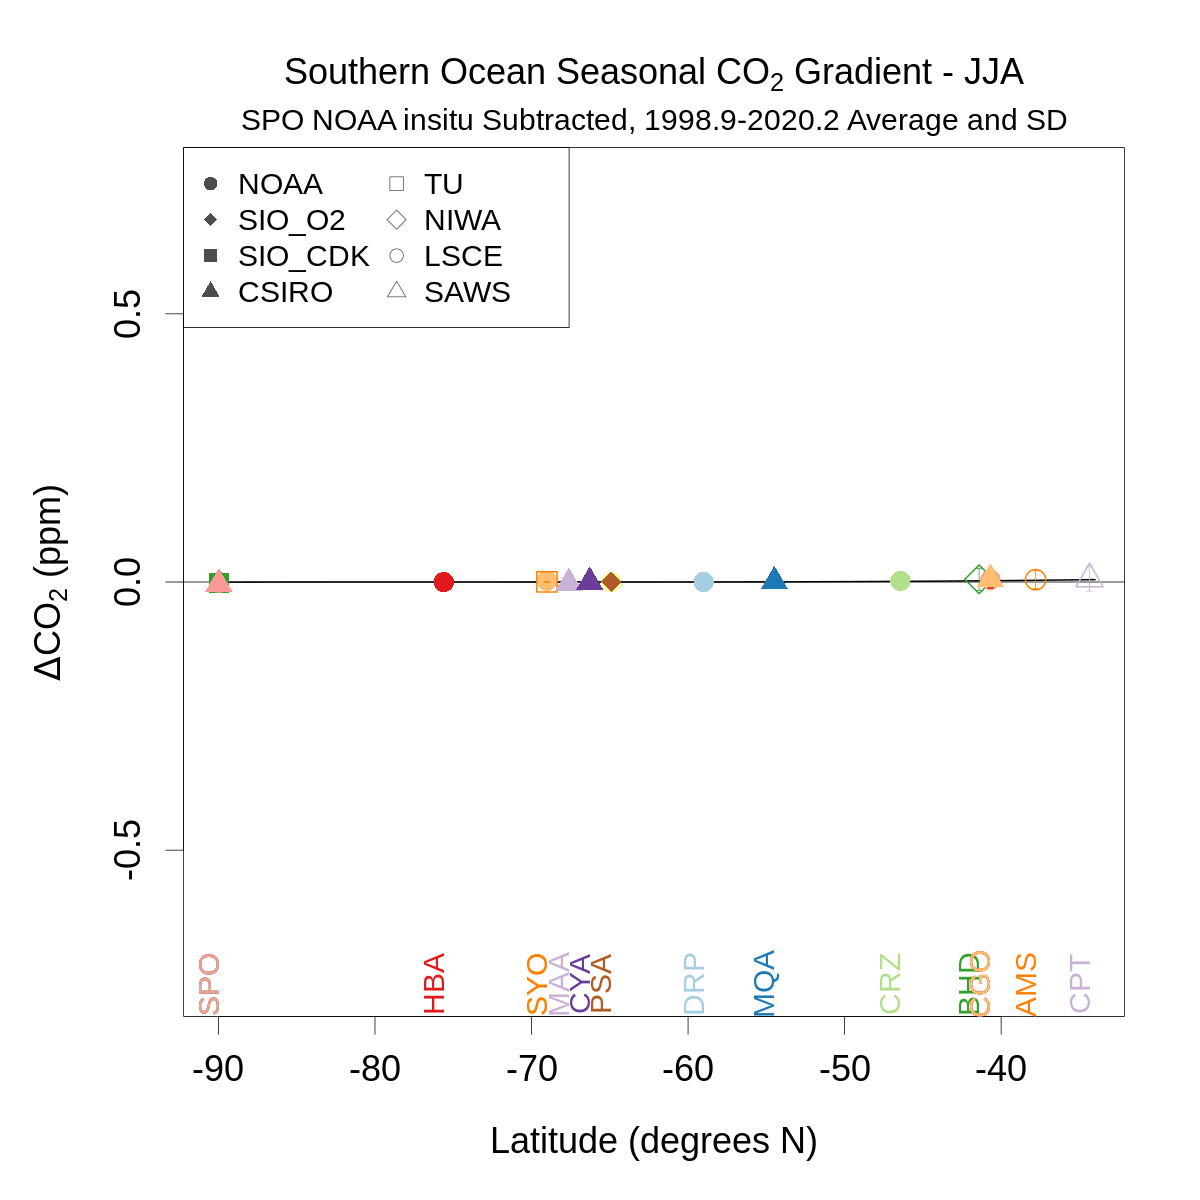 Southern Ocean Seasonal CO2 Gradient - JJA
SPO NOAA insitu Subtracted, 1998.9-2020.2 Average and SD
NOAA TU
SIO_O2 NIWA
SIO_CDK LSCE
CSIRO SAWS
0.5
0.0
-0.5
ΔCO2 (ppm)
SPO HBA SYO MAA CYA PSA DRP MQA CRZ BHD CGO AMS CPT
-90 -80 -70 -60 -50 -40
Latitude (degrees N)